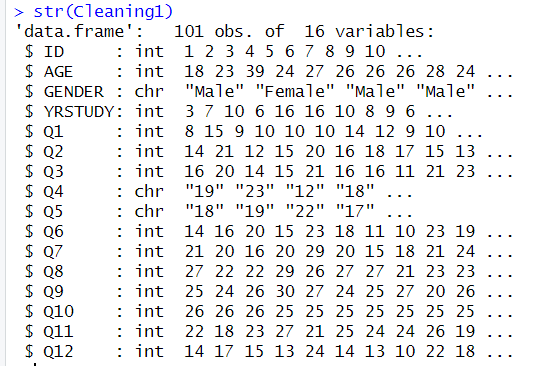 > str(Cleaning1)
'data.frame':   101 obs. of  16 variables:
 $ ID     : int  1 2 3 4 5 6 7 8 9 10 ...
 $ AGE    : int  18 23 39 24 27 26 26 26 28 24 ...
 $ GENDER : chr  "Male" "Female" "Male" "Male" ...
 $ YRSTUDY: int  3 7 10 6 16 16 10 8 9 6 ...
 $ Q1     : int  8 15 9 10 10 10 14 12 9 10 ...
 $ Q2     : int  14 21 12 15 20 16 18 17 15 13 ...
 $ Q3     : int  16 20 14 15 21 16 16 11 21 23 ...
 $ Q4     : chr  "19" "23" "12" "18" ...
 $ Q5     : chr  "18" "19" "22" "17" ...
 $ Q6     : int  14 16 20 15 23 18 11 10 23 19 ...
 $ Q7     : int  21 20 16 20 29 20 15 18 21 24 ...
 $ Q8     : int  27 22 22 29 26 27 27 21 23 23 ...
 $ Q9     : int  25 24 26 30 27 24 25 27 20 26 ...
 $ Q10    : int  26 26 26 25 25 25 25 25 25 25 ...
 $ Q11    : int  22 18 23 27 21 25 24 24 26 19 ...
 $ Q12    : int  14 17 15 13 24 14 13 10 22 18 ...